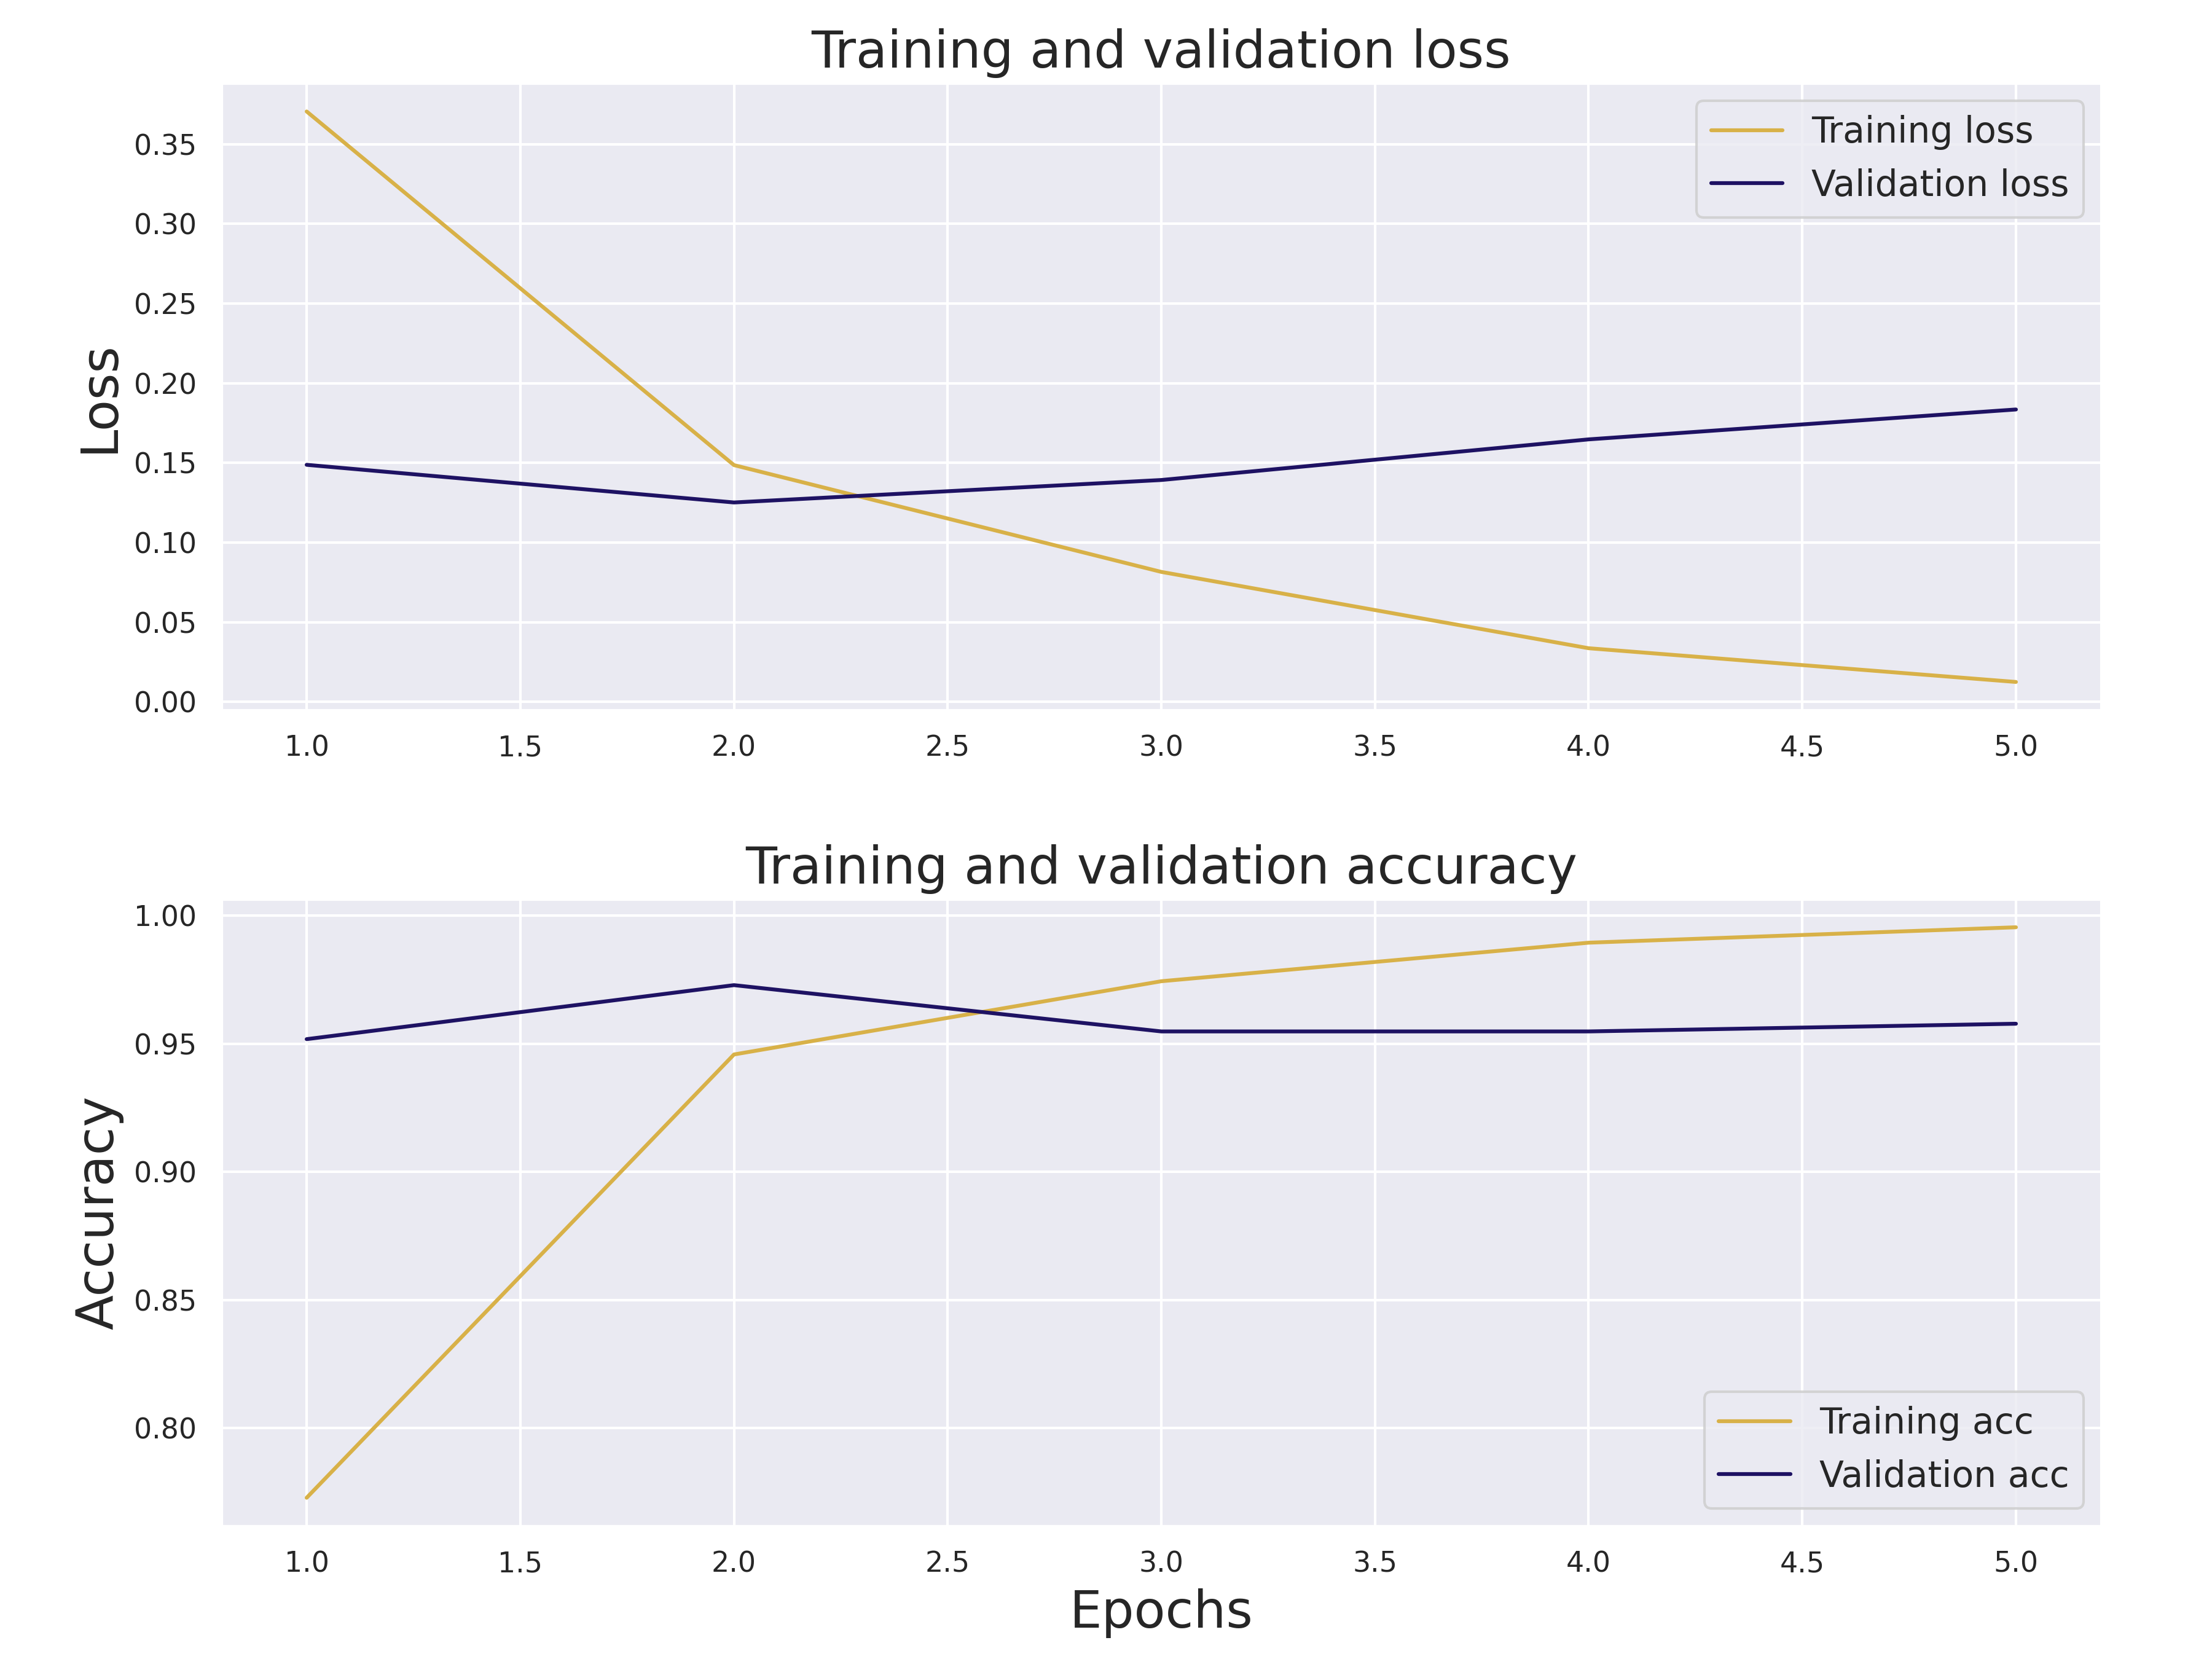 Training and validation loss
Training loss
Validation loss
Loss
0.35
0.30
0.25
0.20
0.15
0.10
0.05
0.00
1.0 1.5 2.0 2.5 3.0 3.5 4.0 4.5 5.0
Training and validation accuracy
Accuracy
1.00
0.95
0.90
0.85
0.80
Training acc
Validation acc
1.0 1.5 2.0 2.5 3.0 3.5 4.0 4.5 5.0
Epochs